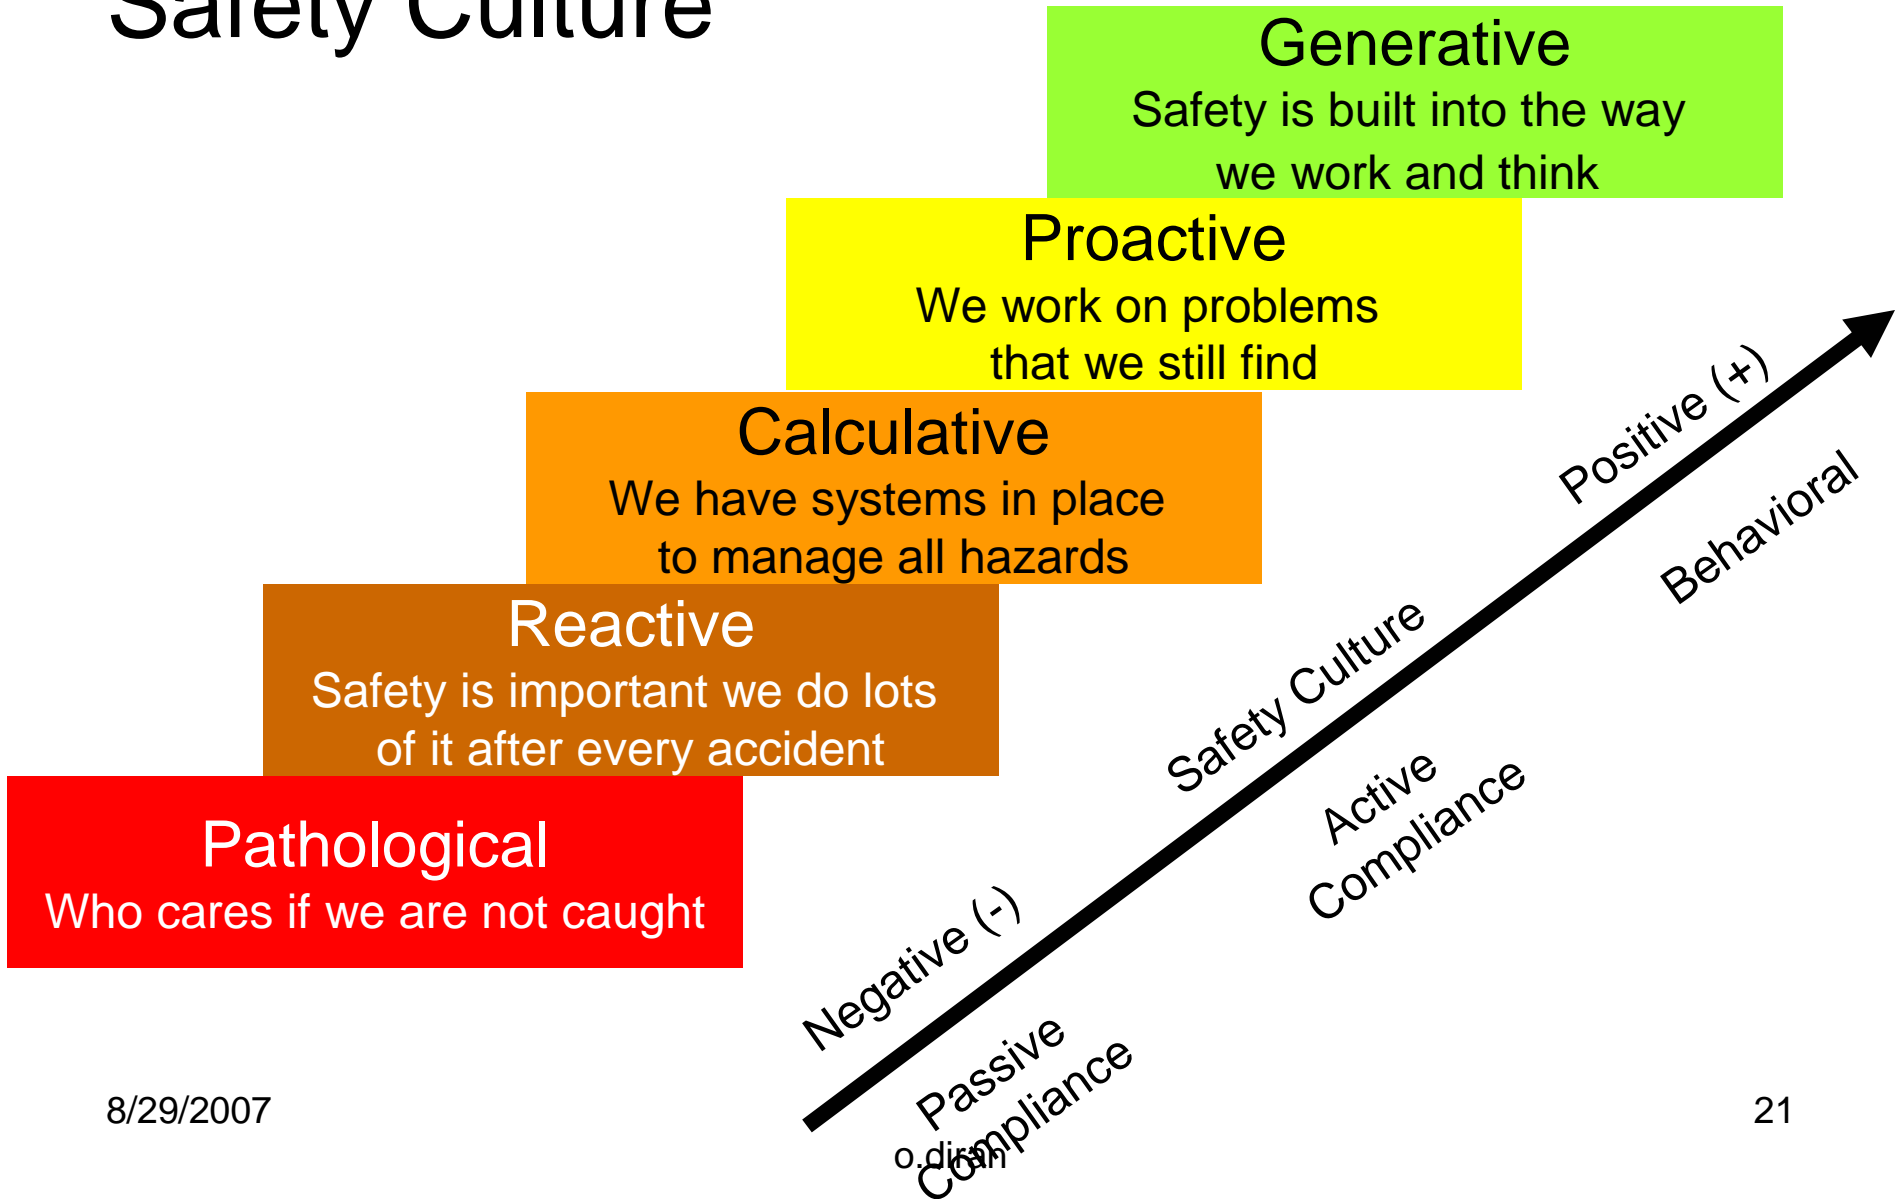 Safety Culture
Generative
Safety is built into the way
we work and think
Proactive
We work on problems
that we still find
Calculative
We have systems in place
to manage all hazards
Reactive
Safety is important we do lots
of it after every accident
Pathological
Who cares if we are not caught
Positive (+)
Behavioral
Safety Culture
Active
Compliance
Negative (-)
Passive
Compliance
8/29/2007
o.diran
21